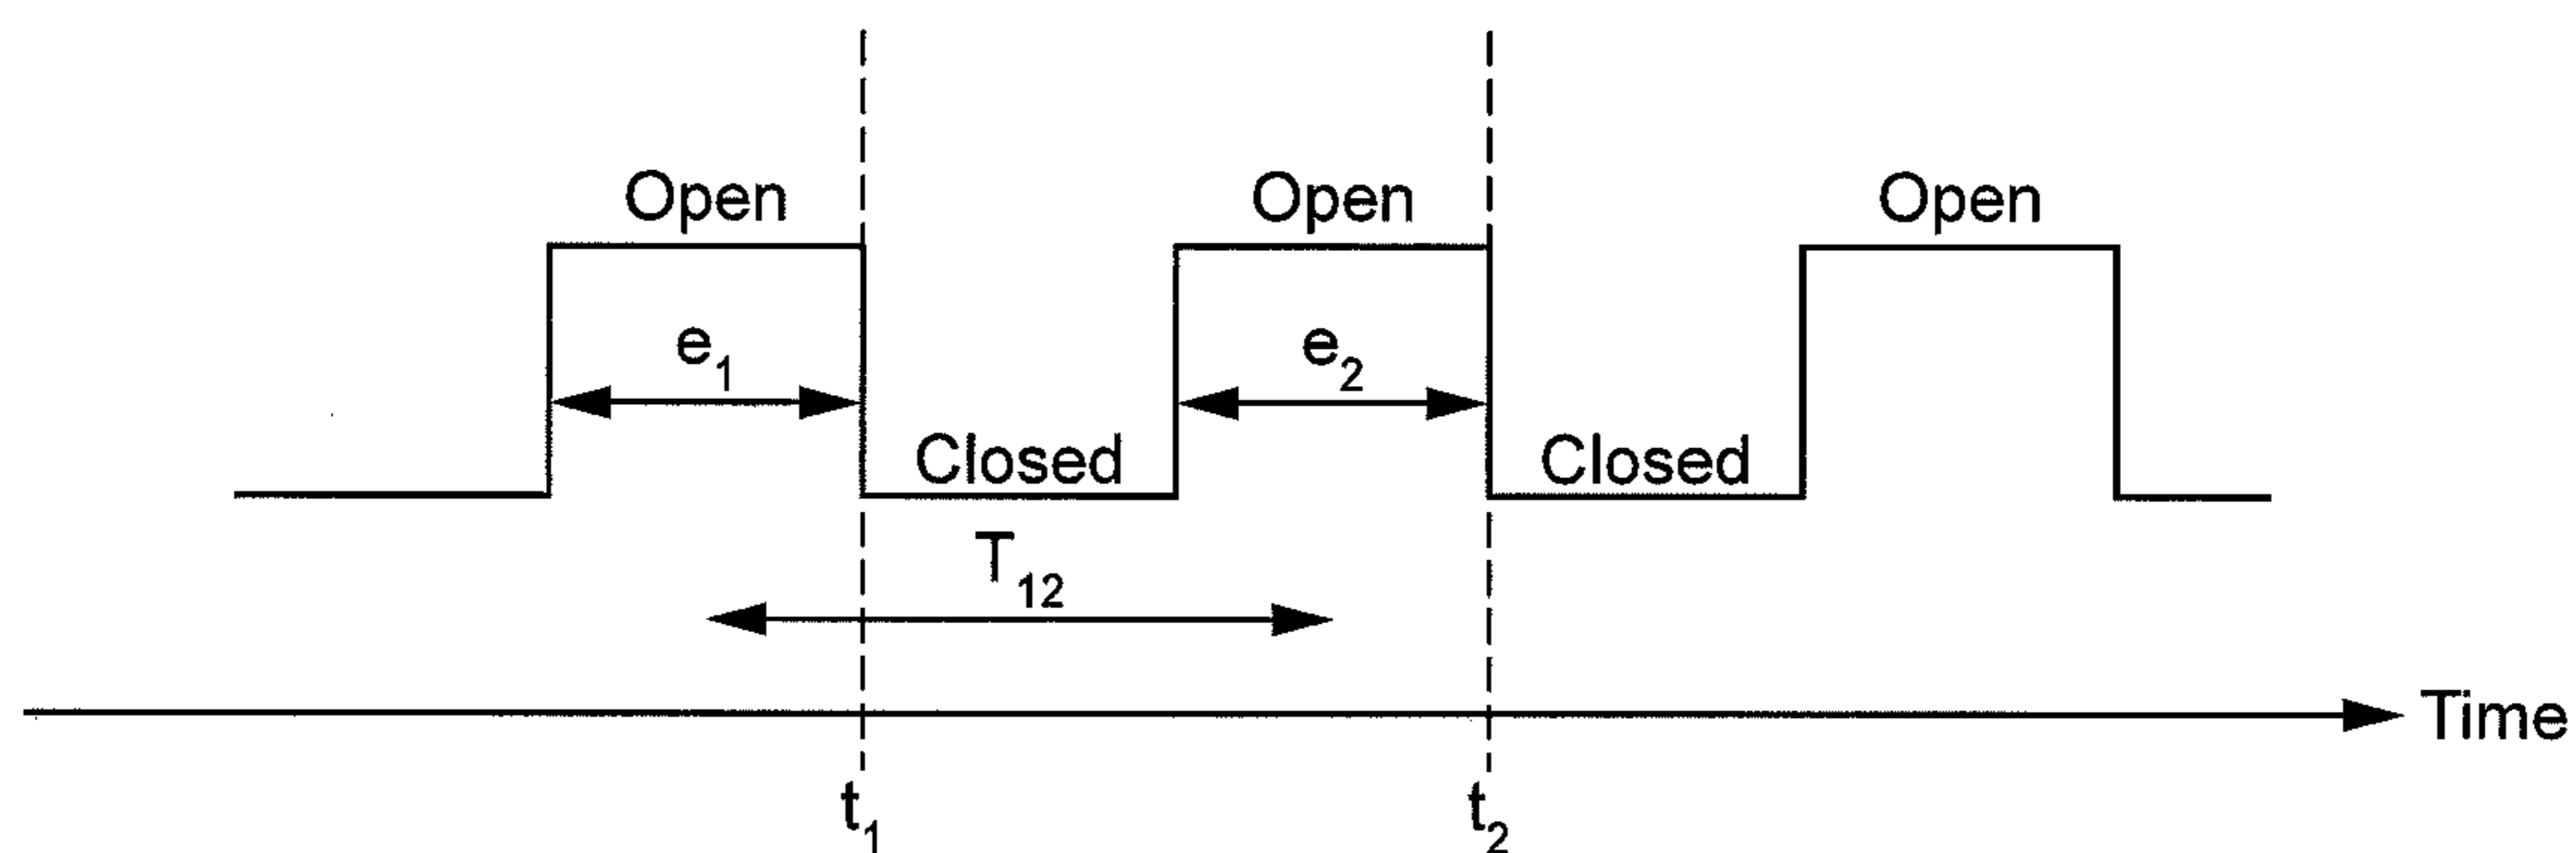 Open Open Open
e₁ e₂
Closed Closed
T₁₂
Time
t₁ t₂